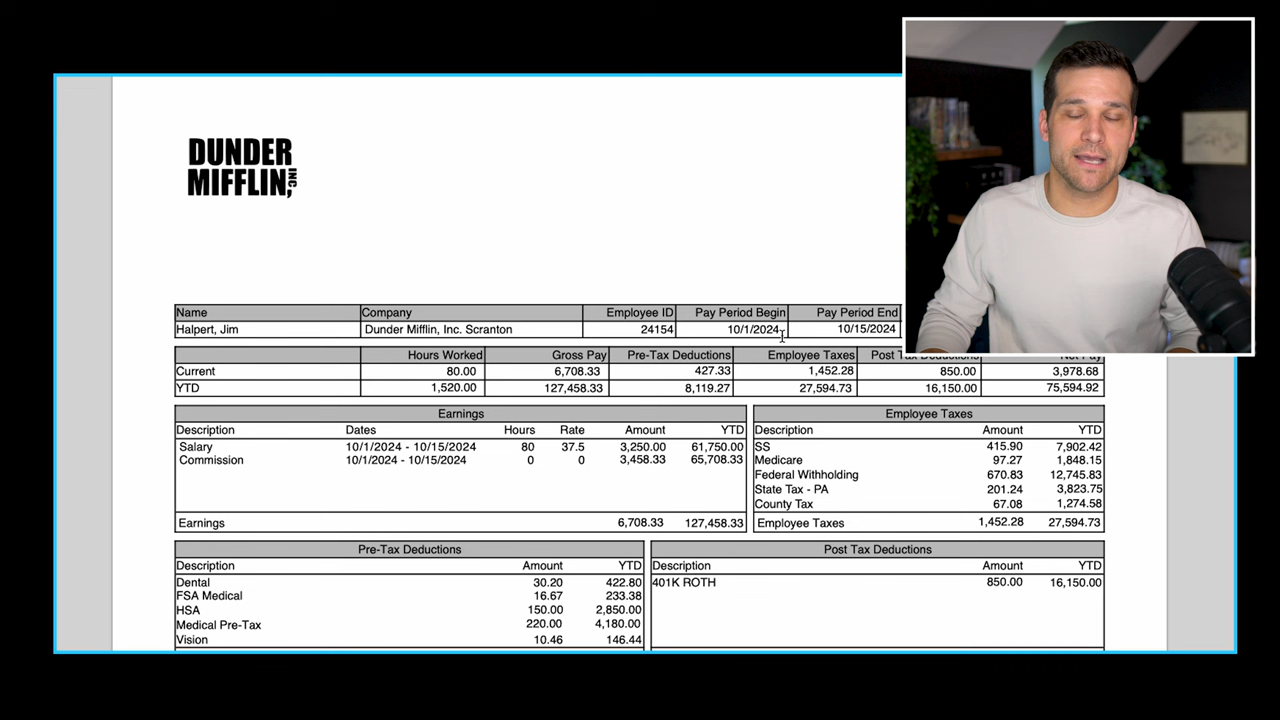 DUNDER
MIFFLIN, INC
Name Company Employee ID Pay Period Begin Pay Period End
Halpert, Jim Dunder Mifflin, Inc. Scranton 24154 10/1/2024 10/15/2024
Hours Worked Gross Pay Pre-Tax Deductions Employee Taxes Post Tax Deductions Net Pay
Current 80.00 6,708.33 427.33 1,452.28 850.00 3,978.68
YTD 1,520.00 127,458.33 8,119.27 27,594.73 16,150.00 75,594.92
Earnings
Description Dates Hours Rate Amount YTD
Salary 10/1/2024 - 10/15/2024 80 37.5 3,250.00 61,750.00
Commission 10/1/2024 - 10/15/2024 0 0 3,458.33 65,708.33
Earnings 6,708.33 127,458.33
Employee Taxes
Description Amount YTD
SS 415.90 7,902.42
Medicare 97.27 1,848.15
Federal Withholding 670.83 12,745.83
State Tax - PA 201.24 3,823.75
County Tax 67.08 1,274.58
Employee Taxes 1,452.28 27,594.73
Pre-Tax Deductions
Description Amount YTD
Dental 30.20 422.80
FSA Medical 16.67 233.38
HSA 150.00 2,850.00
Medical Pre-Tax 220.00 4,180.00
Vision 10.46 146.44
Post Tax Deductions
Description Amount YTD
401K ROTH 850.00 16,150.00